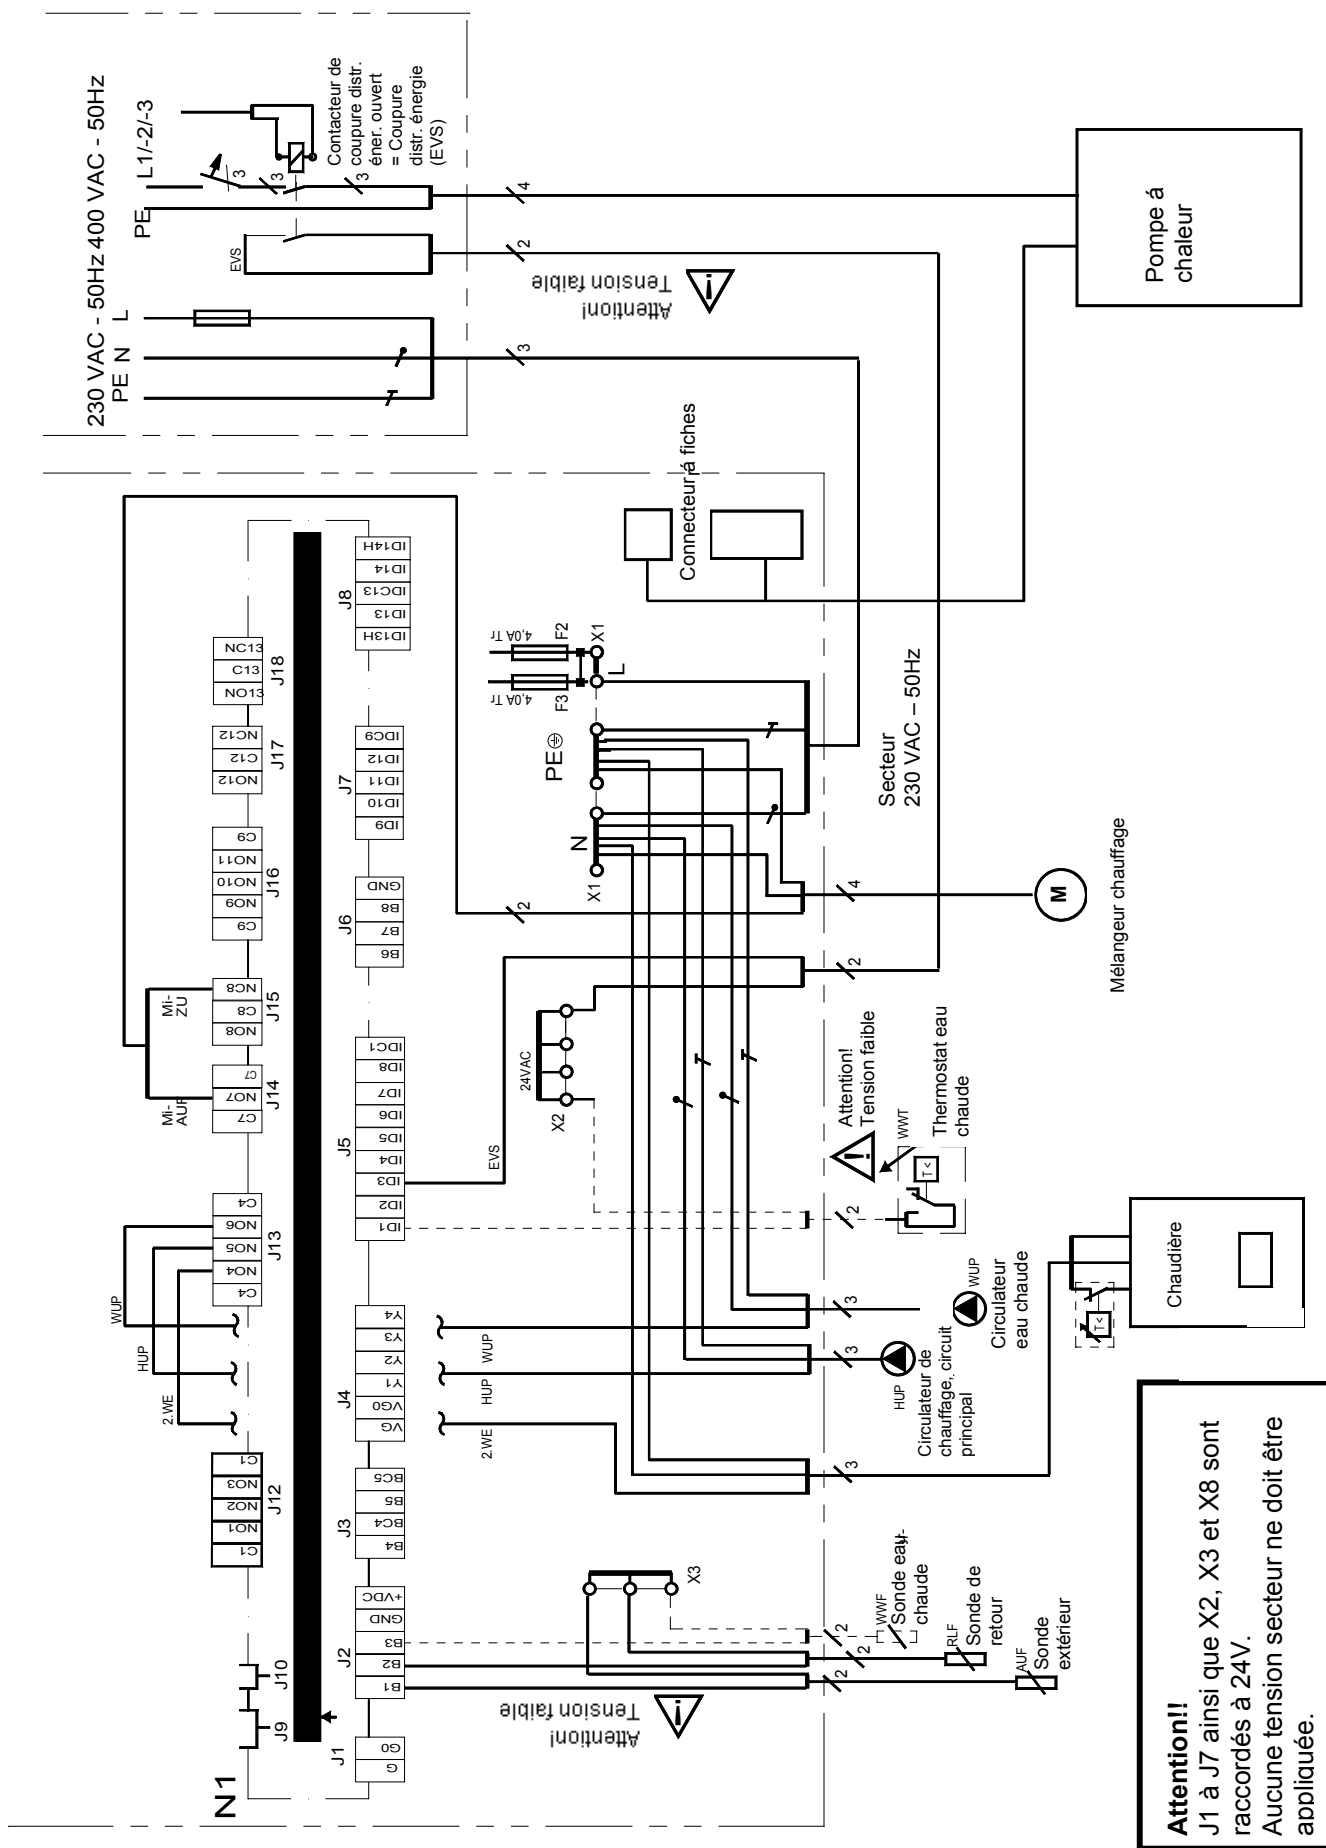 230 VAC - 50Hz 400 VAC - 50Hz
PE N L
PE
L1/-2/-3
3
3
3
Contacteur de
coupure distr.
éner. ouvert
= Coupure
distr. énergie
(EVS)
EVS
4
2
3
Attention!
Tension faible
Pompe á
chaleur
N1
J9
J10
J12
C1
NO1
NO2
NO3
C1
J13
C4
NO4
NO5
NO6
C4
J14
C7
NO7
C7
J15
NO8
C8
NC8
J16
C9
NO9
NO10
NO11
C9
J17
NO12
C12
NC12
J18
NO13
C13
NC13
2.WE
HUP
WUP
Mi-
AUF
Mi-
ZU
J1
G
G0
J2
B1
B2
B3
GND
+VDC
J3
B4
BC4
B5
BC5
J4
VG
VG0
Y1
Y2
Y3
Y4
J5
ID1
ID2
ID3
ID4
ID5
ID6
ID7
ID8
IDC1
J6
B6
B7
B8
GND
J7
ID9
ID10
ID11
ID12
IDC9
J8
ID13H
ID13
IDC13
ID14
ID14H
2.WE
HUP
WUP
EVS
24VAC
X2
X3
2
X1
N
PE
L
X1
F3
4,0A Tr
F2
4,0A Tr
Connecteur á fiches
Secteur
230 VAC – 50Hz
Attention!
Tension faible
2
2
2
AUF
Sonde
extérieur
RLF
Sonde de
retour
WWF
Sonde eau-
chaude
3
3
3
HUP
Circulateur de
chauffage, circuit
principal
WUP
Circulateur
eau chaude
T<
Chaudière
2
Attention!
Tension faible
WWT
T<
Thermostat eau
chaude
2
4
M
Mélangeur chauffage
Attention!!
J1 à J7 ainsi que X2, X3 et X8 sont
raccordés à 24V.
Aucune tension secteur ne doit être
appliquée.